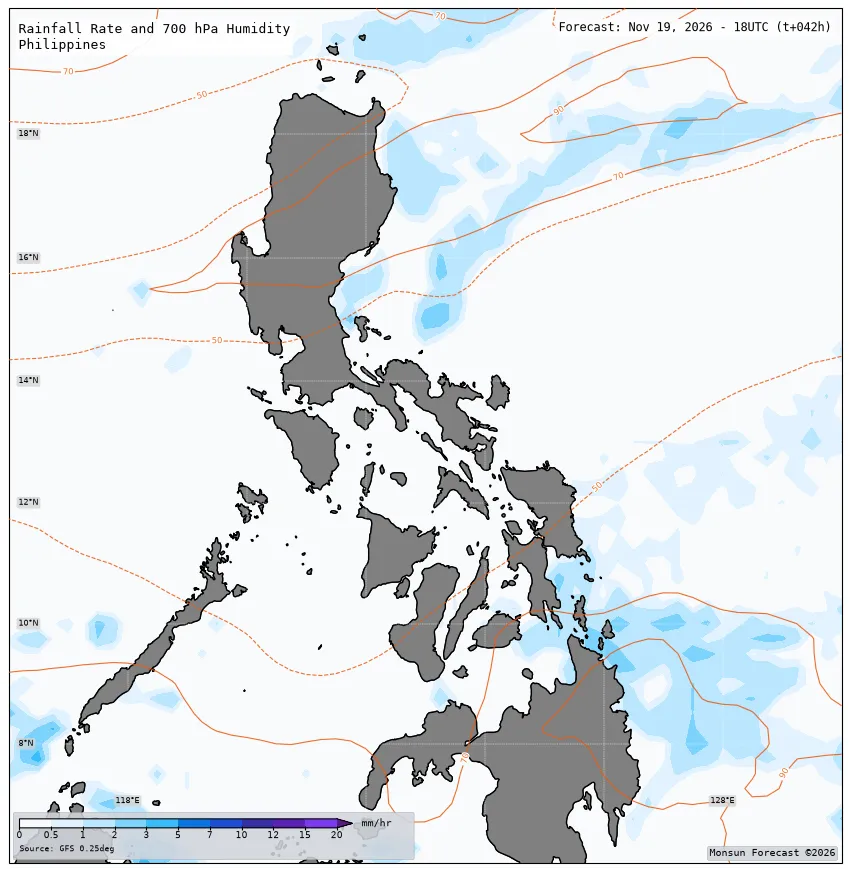 Rainfall Rate and 700 hPa Humidity
Philippines
Forecast: Nov 19, 2026 - 18UTC (t+042h)
70
70
50
90
18°N
70
16°N
50
14°N
50
12°N
10°N
8°N
70
90
118°E
128°E
0 0.5 1 2 3 5 7 10 12 15 20 mm/hr
Source: GFS 0.25deg
Monsun Forecast ©2026